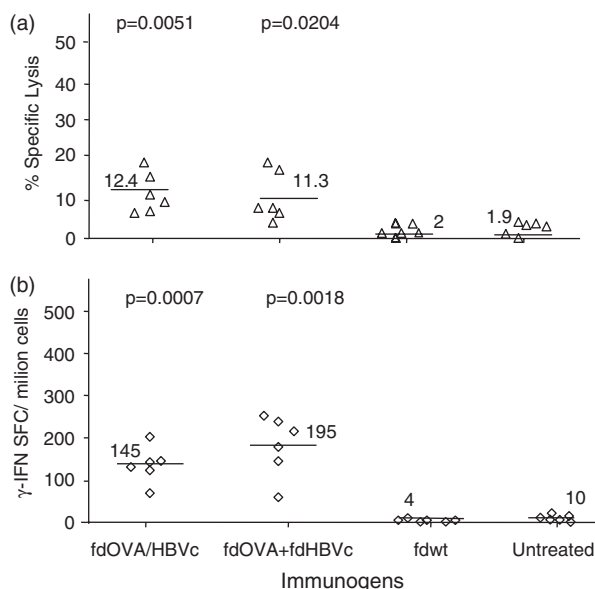 (a)
p=0.0051 p=0.0204
% Specific Lysis
50
40
30
20
10
0
12.4
11.3
2
1.9
(b)
p=0.0007 p=0.0018
γ-IFN SFC/ milion cells
500
400
300
200
100
0
145
195
4
10
fdOVA/HBVc fdOVA+fdHBVc fdwt Untreated
Immunogens